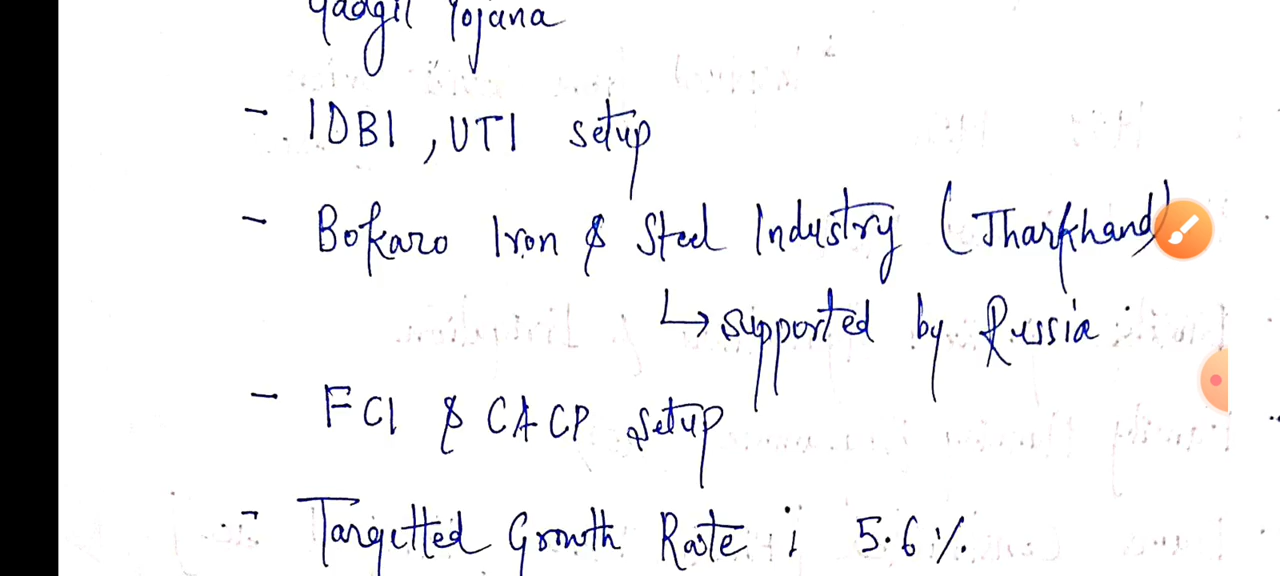 Gadgil Yojana
- IDBI, UTI setup
- Bokaro Iron & Steel Industry (Jharkhand)
↳ supported by Russia
- FCI & CACP setup
- Targetted Growth Rate : 5.6%